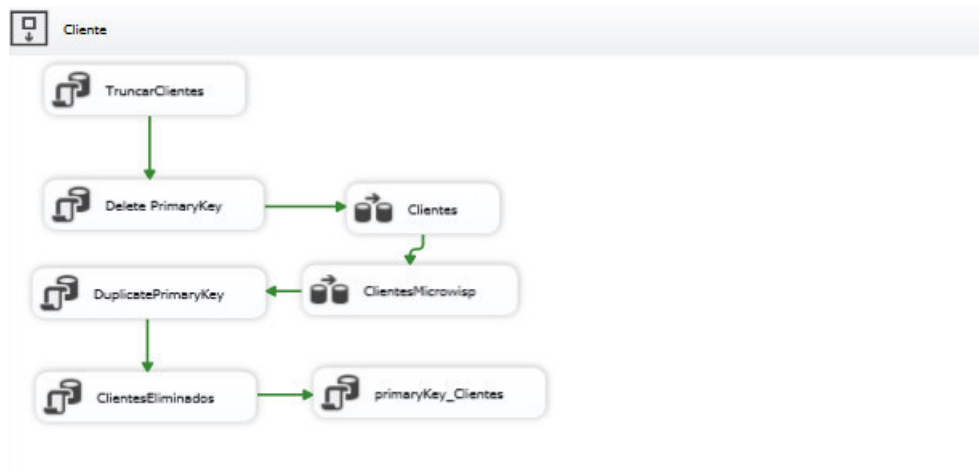 Cliente
TruncarClientes
Delete PrimaryKey
Clientes
ClientesMicrowisp
DuplicatePrimaryKey
ClientesEliminados
primaryKey_Clientes